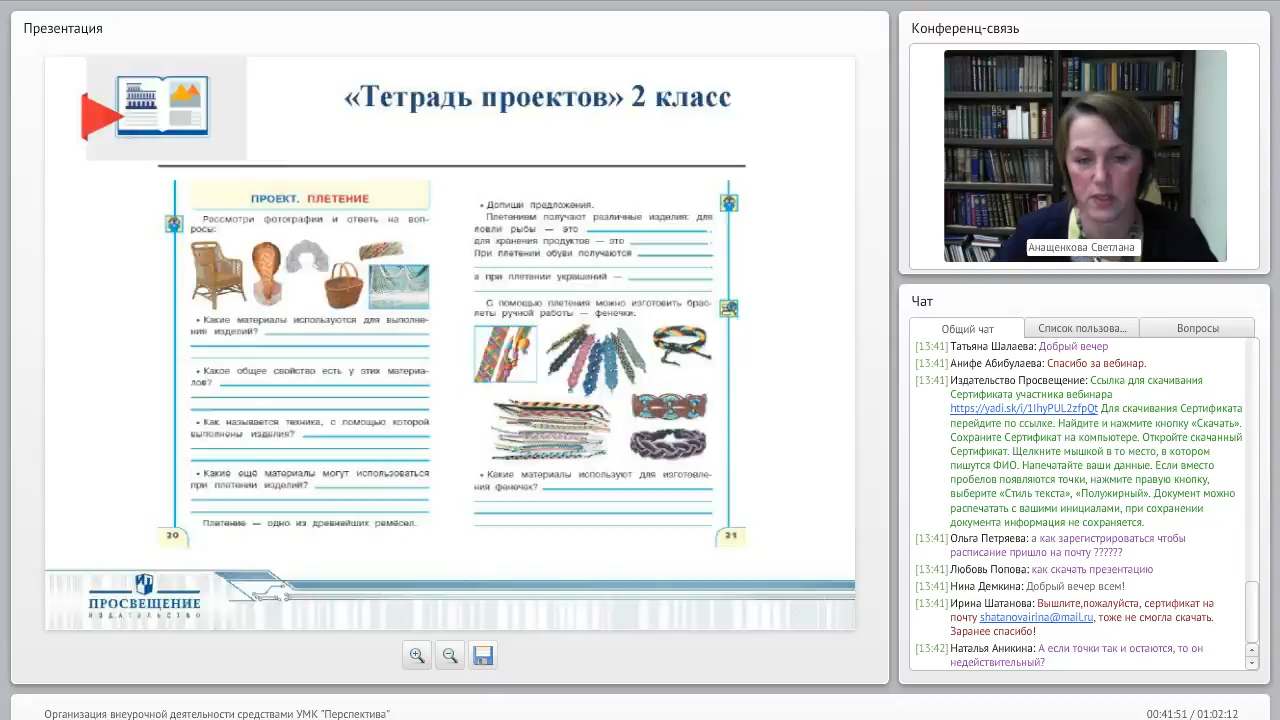 Презентация
«Тетрадь проектов» 2 класс
ПРОЕКТ. ПЛЕТЕНИЕ
Рассмотри фотографии и ответь на воп-
росы:
• Какие материалы используются для выполне-
ния изделий?
• Какое общее свойство есть у этих материа-
лов?
• Как называется техника, с помощью которой
выполнены изделия?
• Какие ещё материалы могут использоваться
при плетении изделий?
Плетение — одно из древнейших ремёсел.
20
• Допиши предложения.
Плетением получают различные изделия: для
ловли рыбы — это
для хранения продуктов — это
При плетении обуви получаются
а при плетении украшений —
С помощью плетения можно изготовить брас-
леты ручной работы — фенечки.
• Какие материалы используют для изготовле-
ния фенечек?
21
ПРОСВЕЩЕНИЕ
ИЗДАТЕЛЬСТВО
Организация внеурочной деятельности средствами УМК "Перспектива"
Конференц-связь
Анащенкова Светлана
Чат
Общий чат
Список пользова...
Вопросы
[13:41] Татьяна Шалаева: Добрый вечер
[13:41] Анифе Абибулаева: Спасибо за вебинар.
[13:41] Издательство Просвещение: Ссылка для скачивания
Сертификата участника вебинара
https://yadi.sk/i/1IhyPUL2zfpQt Для скачивания Сертификата
перейдите по ссылке. Найдите и нажмите кнопку
Сохраните Сертификат на компьютере. Откройте скачанный
Сертификат. Щелкните мышкой в то место, в котором
пишутся ФИО. Напечатайте ваши данные. Если вместо
пробелов появляются точки, нажмите правую кнопку,
выберите «Стиль текста», «Полужирный». Документ можно
распечатать с вашими инициалами, при сохранении
документа информация не сохраняется.
[13:41] Ольга Петряева: а как зарегистрироваться чтобы
расписание пришло на почту ??????
[13:41] Любовь Попова: как скачать презентацию
[13:41] Нина Демкина: Добрый вечер всем!
[13:41] Ирина Шатанова: Вышлите,пожалуйста, сертификат на
почту shatanovairina@mail.ru, тоже не смогла скачать.
Заранее спасибо!
[13:42] Наталья Аникина: А если точки так и остаются, то он
недействительный?
00:41:51 / 01:02:12